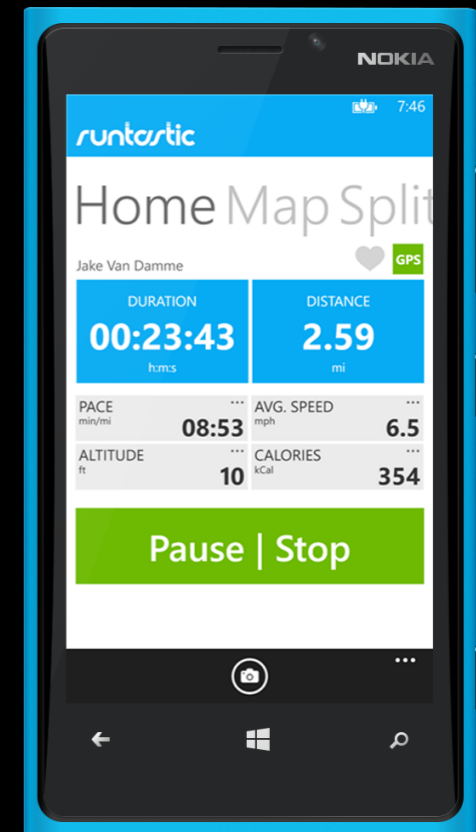 NOKIA
7:46
runtastic
Home Map Split
Jake Van Damme GPS
DURATION
00:23:43
h:m:s
DISTANCE
2.59
mi
PACE
min/mi
08:53
AVG. SPEED
mph
6.5
ALTITUDE
ft
10
CALORIES
kCal
354
Pause | Stop